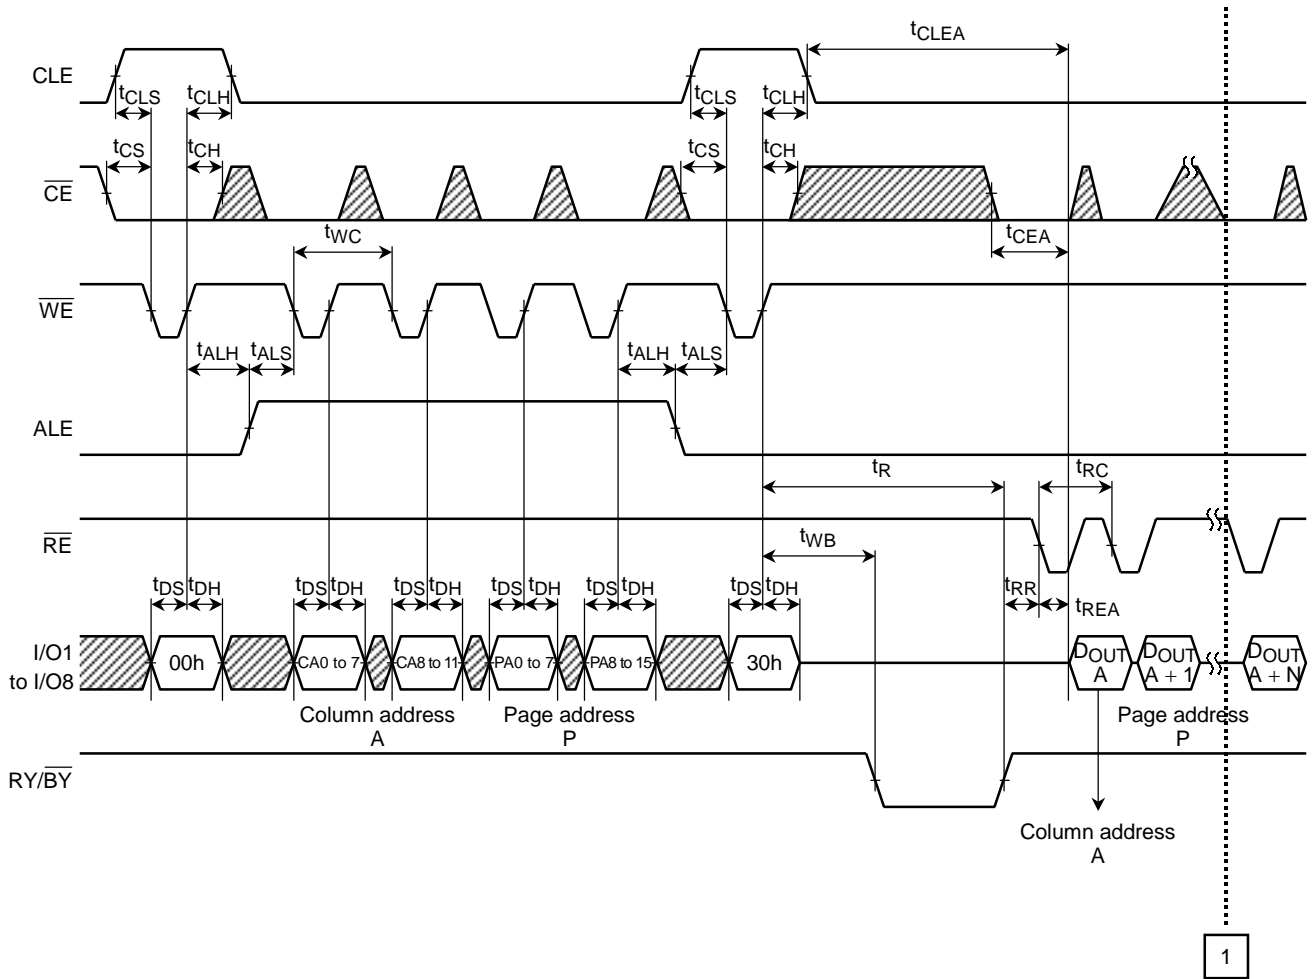 tCLEA
CLE
tCLS tCLH tCLS tCLH
tCS tCH tCS tCH
CE
tWC tCEA
WE
tALH tALS tALH tALS
ALE
tR tRC
RE
tWB
tDS tDH tDS tDH tDS tDH tDS tDH tDS tDH tDS tDH tRR tREA
I/O1
to I/O8
00h CA0 to 7 CA8 to 11 PA0 to 7 PA8 to 15 30h
DOUT
A
DOUT
A + 1
DOUT
A + N
Column address
A
Page address
P
Page address
P
RY/BY
Column address
A
1